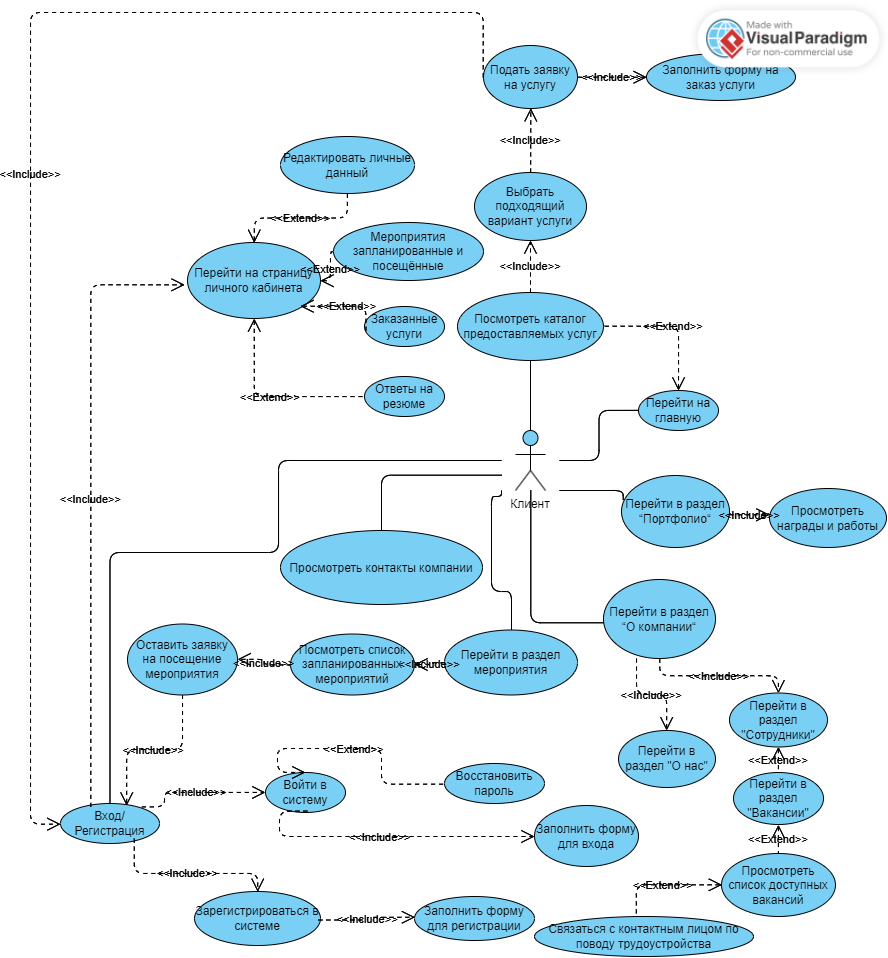 Made with
VisualParadigm
For non-commercial use
Подать заявку
на услугу
<<Include>>
Заполнить форму на
заказ услуги
<<Include>>
<<Include>>
Редактировать личные
данный
<<Extend>>
Выбрать
подходящий
вариант услуги
Мероприятия
запланированные и
посещённые
<<Extend>>
Перейти на страницу
личного кабинета
<<Include>>
<<Extend>>
Заказанные
услуги
Посмотреть каталог
предоставляемых услуг
<<Extend>>
Ответы на
резюме
<<Extend>>
Перейти на
главную
Клиент
<<Include>>
Перейти в раздел
“Портфолио“
<<Include>>
Просмотреть
награды и работы
Просмотреть контакты компании
Перейти в раздел
“О компании“
Оставить заявку
на посещение
мероприятия
<<Include>>
Посмотреть список
запланированных
мероприятий
<<Include>>
Перейти в раздел
мероприятия
<<Include>>
<<Include>>
Перейти в
раздел
"Сотрудники"
Перейти в
раздел "О нас"
<<Extend>>
<<Include>>
<<Extend>>
Перейти в
раздел
"Вакансии"
<<Include>>
Войти в
систему
Восстановить
пароль
Вход/
Регистрация
<<Include>>
Заполнить форму
для входа
<<Extend>>
<<Include>>
Просмотреть
список доступных
вакансий
<<Extend>>
Зарегистрироваться в
системе
<<Include>>
Заполнить форму
для регистрации
Связаться с контактным лицом по
поводу трудоустройства